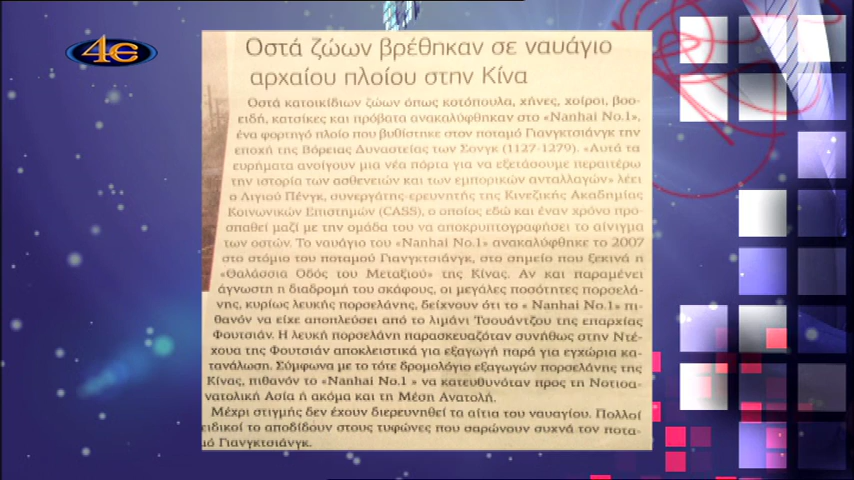 4E
Οστά ζώων βρέθηκαν σε ναυάγιο
αρχαίου πλοίου στην Κίνα
Οστά κατοικίδιων ζώων όπως κοτόπουλα, χήνες, χοίροι, βοο-
ειδή, κατσίκες και πρόβατα ανακαλύφθηκαν στο «Nanhai No.1»,
ένα φορτηγό πλοίο που βυθίστηκε στον ποταμό Γιανγκτσιάνγκ την
εποχή της Βόρειας Δυναστείας των Σονγκ (1127-1279). «Αυτά τα
ευρήματα ανοίγουν μια νέα πόρτα για να εξετάσουμε περαιτέρω
την ιστορία των ασθενειών και των εμπορικών ανταλλαγών» λέει
ο Λιγιού Πένγκ, συνεργάτης-ερευνητής της Κινεζικής Ακαδημίας
Κοινωνικών Επιστημών (CASS), ο οποίος εδώ και έναν χρόνο προ-
σπαθεί μαζί με την ομάδα του να αποκρυπτογραφήσει το αίνιγμα
των οστών. Το ναυάγιο του «Nanhai No.1» ανακαλύφθηκε το 2007
στο στόμιο του ποταμού Γιανγκτσιάνγκ, στο σημείο που ξεκινά η
«Θαλάσσια Οδός του Μεταξιού» της Κίνας. Αν και παραμένει
άγνωστη η διαδρομή του σκάφους, οι μεγάλες ποσότητες πορσελά-
νης, κυρίως λευκής πορσελάνης, δείχνουν ότι το « Nanhai No.1» πι-
θανόν να είχε αποπλεύσει από το λιμάνι Τσουάντζου της επαρχίας
Φουτσιάν. Η λευκή πορσελάνη παρασκευαζόταν συνήθως στην Ντέ-
χουα της Φουτσιάν αποκλειστικά για εξαγωγή παρά για εγχώρια κα-
τανάλωση. Σύμφωνα με το τότε δρομολόγιο εξαγωγών πορσελάνης της
Κίνας, πιθανόν το «Nanhai No.1 » να κατευθυνόταν προς τη Νοτιοα-
νατολική Ασία ή ακόμα και τη Μέση Ανατολή.
Μέχρι στιγμής δεν έχουν διερευνηθεί τα αίτια του ναυαγίου. Πολλοί
ειδικοί το αποδίδουν στους τυφώνες που σαρώνουν συχνά τον ποτα-
μό Γιανγκτσιάνγκ.